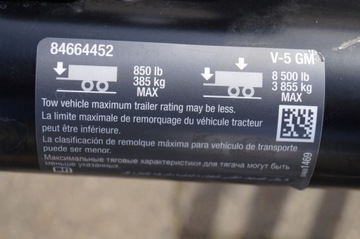 84664452
V-5 GM
850 lb
385 kg
MAX
8 500 lb
3 855 kg
MAX
Tow vehicle maximum trailer rating may be less.
La limite maximale de remorquage du véhicule tracteur
peut être inférieure.
La clasificación de remolque máxima para vehículo de transporte
puede ser menor.
Максимальные тяговые характеристики для тягача могут быть
меньше указанных.